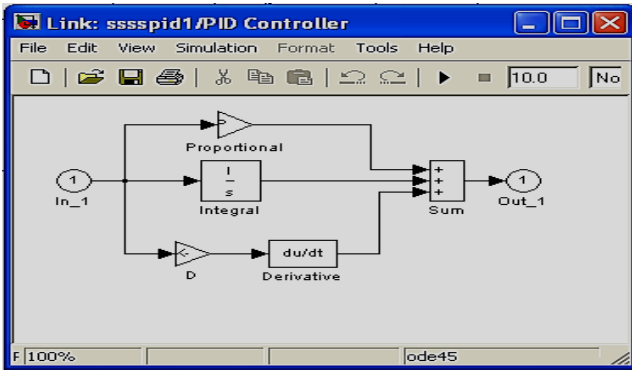 Link: sssspid1/PID Controller
File Edit View Simulation Format Tools Help
10.0 No
Proportional
1
In_1
I
s
Integral
D
du/dt
Derivative
+
+
+
Sum
1
Out_1
F 100% ode45